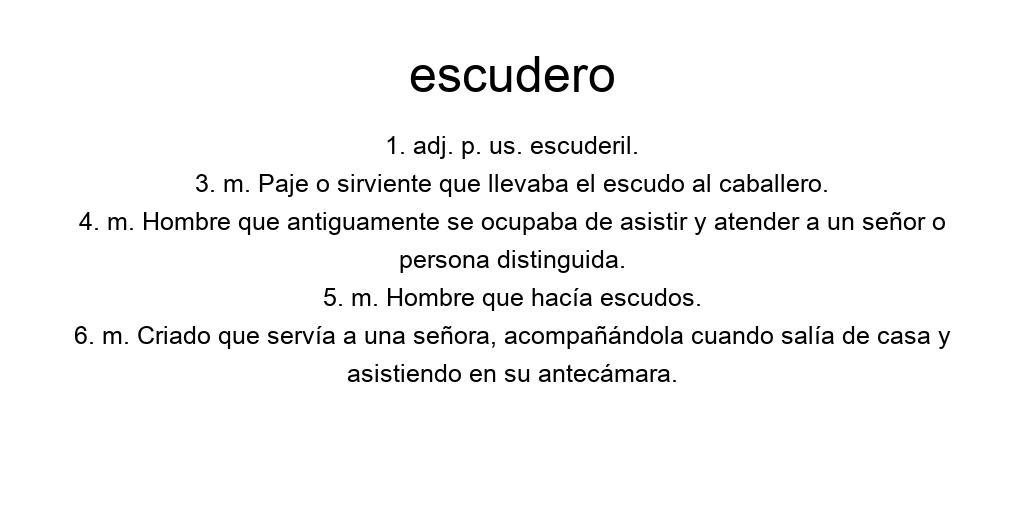 escudero
1. adj. p. us. escuderil.
3. m. Paje o sirviente que llevaba el escudo al caballero.
4. m. Hombre que antiguamente se ocupaba de asistir y atender a un señor o
persona distinguida.
5. m. Hombre que hacía escudos.
6. m. Criado que servía a una señora, acompañándola cuando salía de casa y
asistiendo en su antecámara.